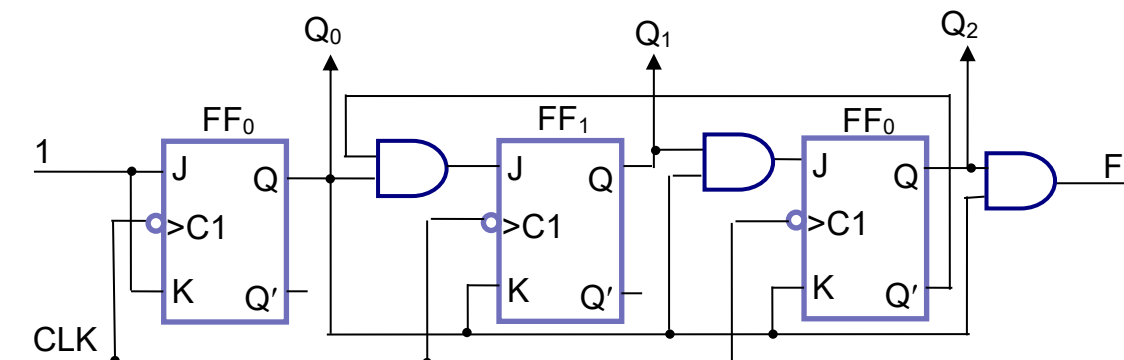 Q₀
Q₁
Q₂
FF₀
FF₁
FF₀
1
J
Q
>C1
K
Q′
J
Q
>C1
K
Q′
J
Q
>C1
K
Q′
F
CLK